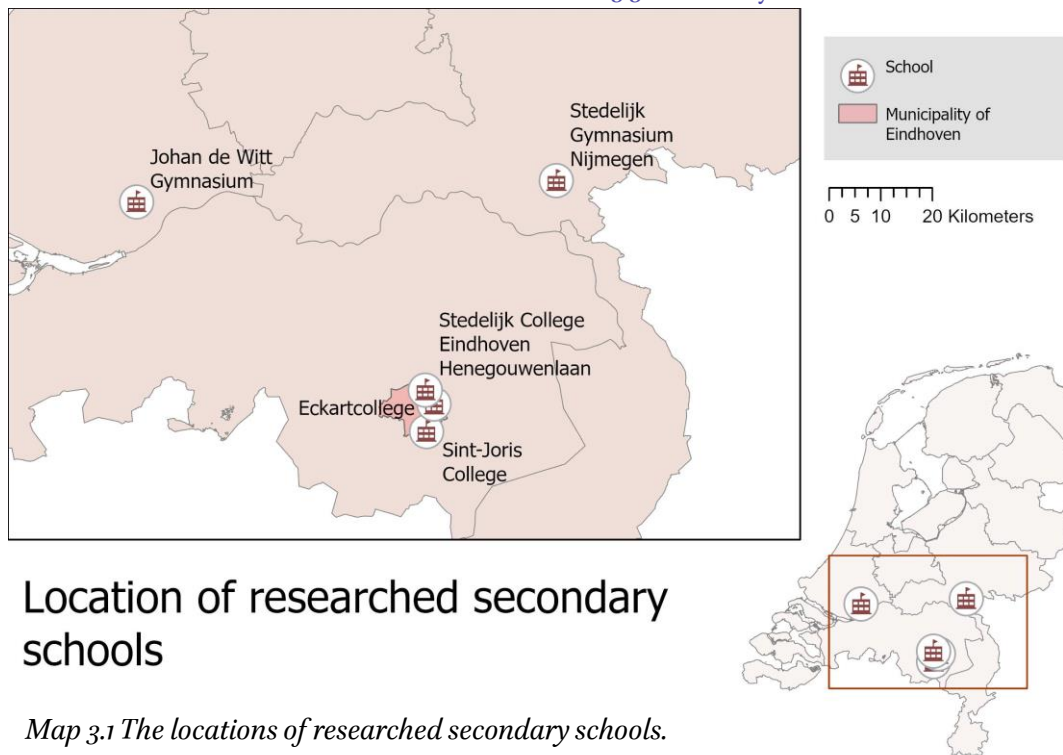 Johan de Witt
Gymnasium
Stedelijk
Gymnasium
Nijmegen
Stedelijk College
Eindhoven
Henegouwenlaan
Eckartcollege
Sint-Joris
College
School
Municipality of
Eindhoven
0 5 10 20 Kilometers
Location of researched secondary
schools
Map 3.1 The locations of researched secondary schools.